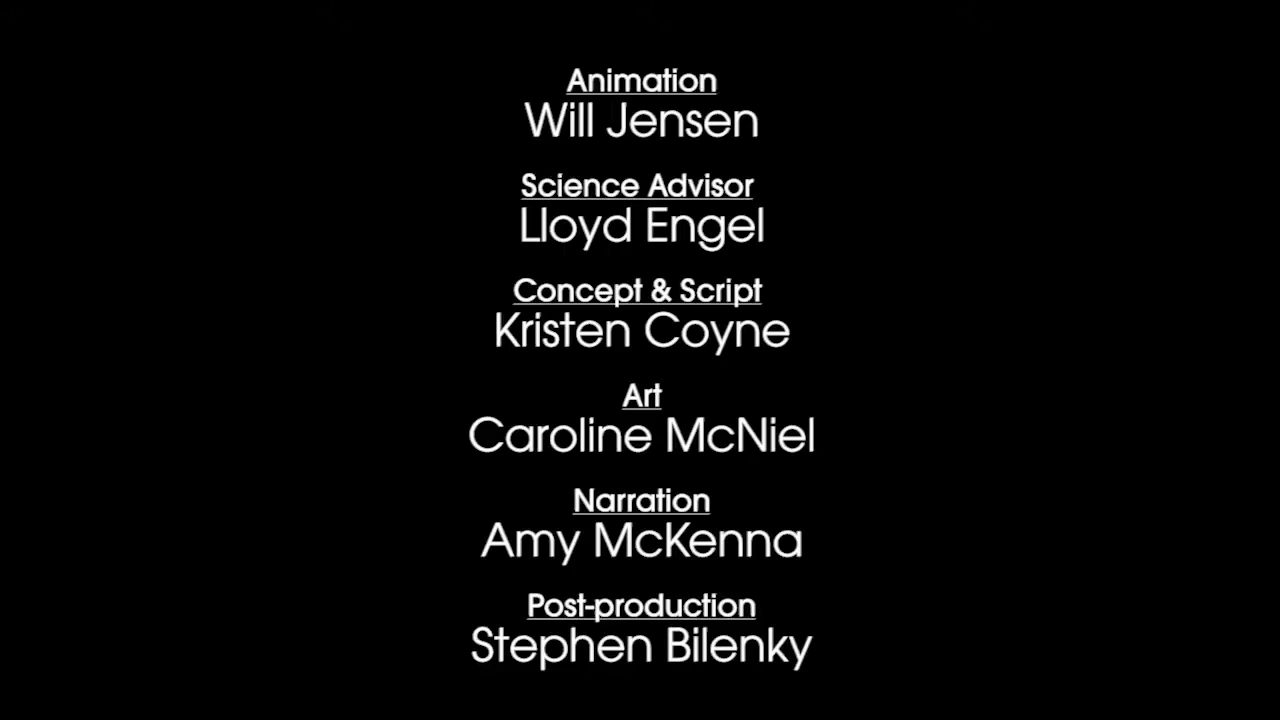 Animation
Will Jensen
Science Advisor
Lloyd Engel
Concept & Script
Kristen Coyne
Art
Caroline McNiel
Narration
Amy McKenna
Post-production
Stephen Bilenky